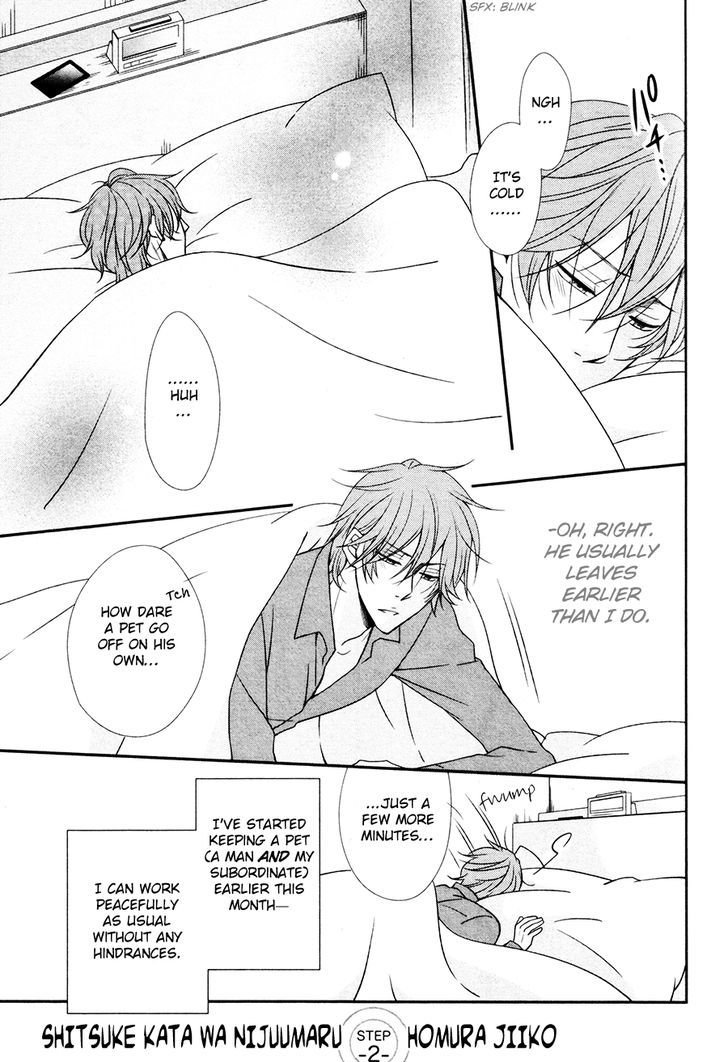 SFX: BLINK
NGH
...
IT'S
COLD
......
......
HUH
...
-OH, RIGHT.
HE USUALLY
LEAVES
EARLIER
THAN I DO.
Tch
HOW DARE
A PET GO
OFF ON HIS
OWN...
...JUST A
FEW MORE
MINUTES...
fuuump
I'VE STARTED
KEEPING A PET
(A MAN AND MY
SUBORDINATE)
EARLIER THIS
MONTH—
I CAN WORK
PEACEFULLY
AS USUAL
WITHOUT ANY
HINDRANCES.
SHITSUKE KATA WA NIJUUMARU STEP -2- HOMURA JIIKO